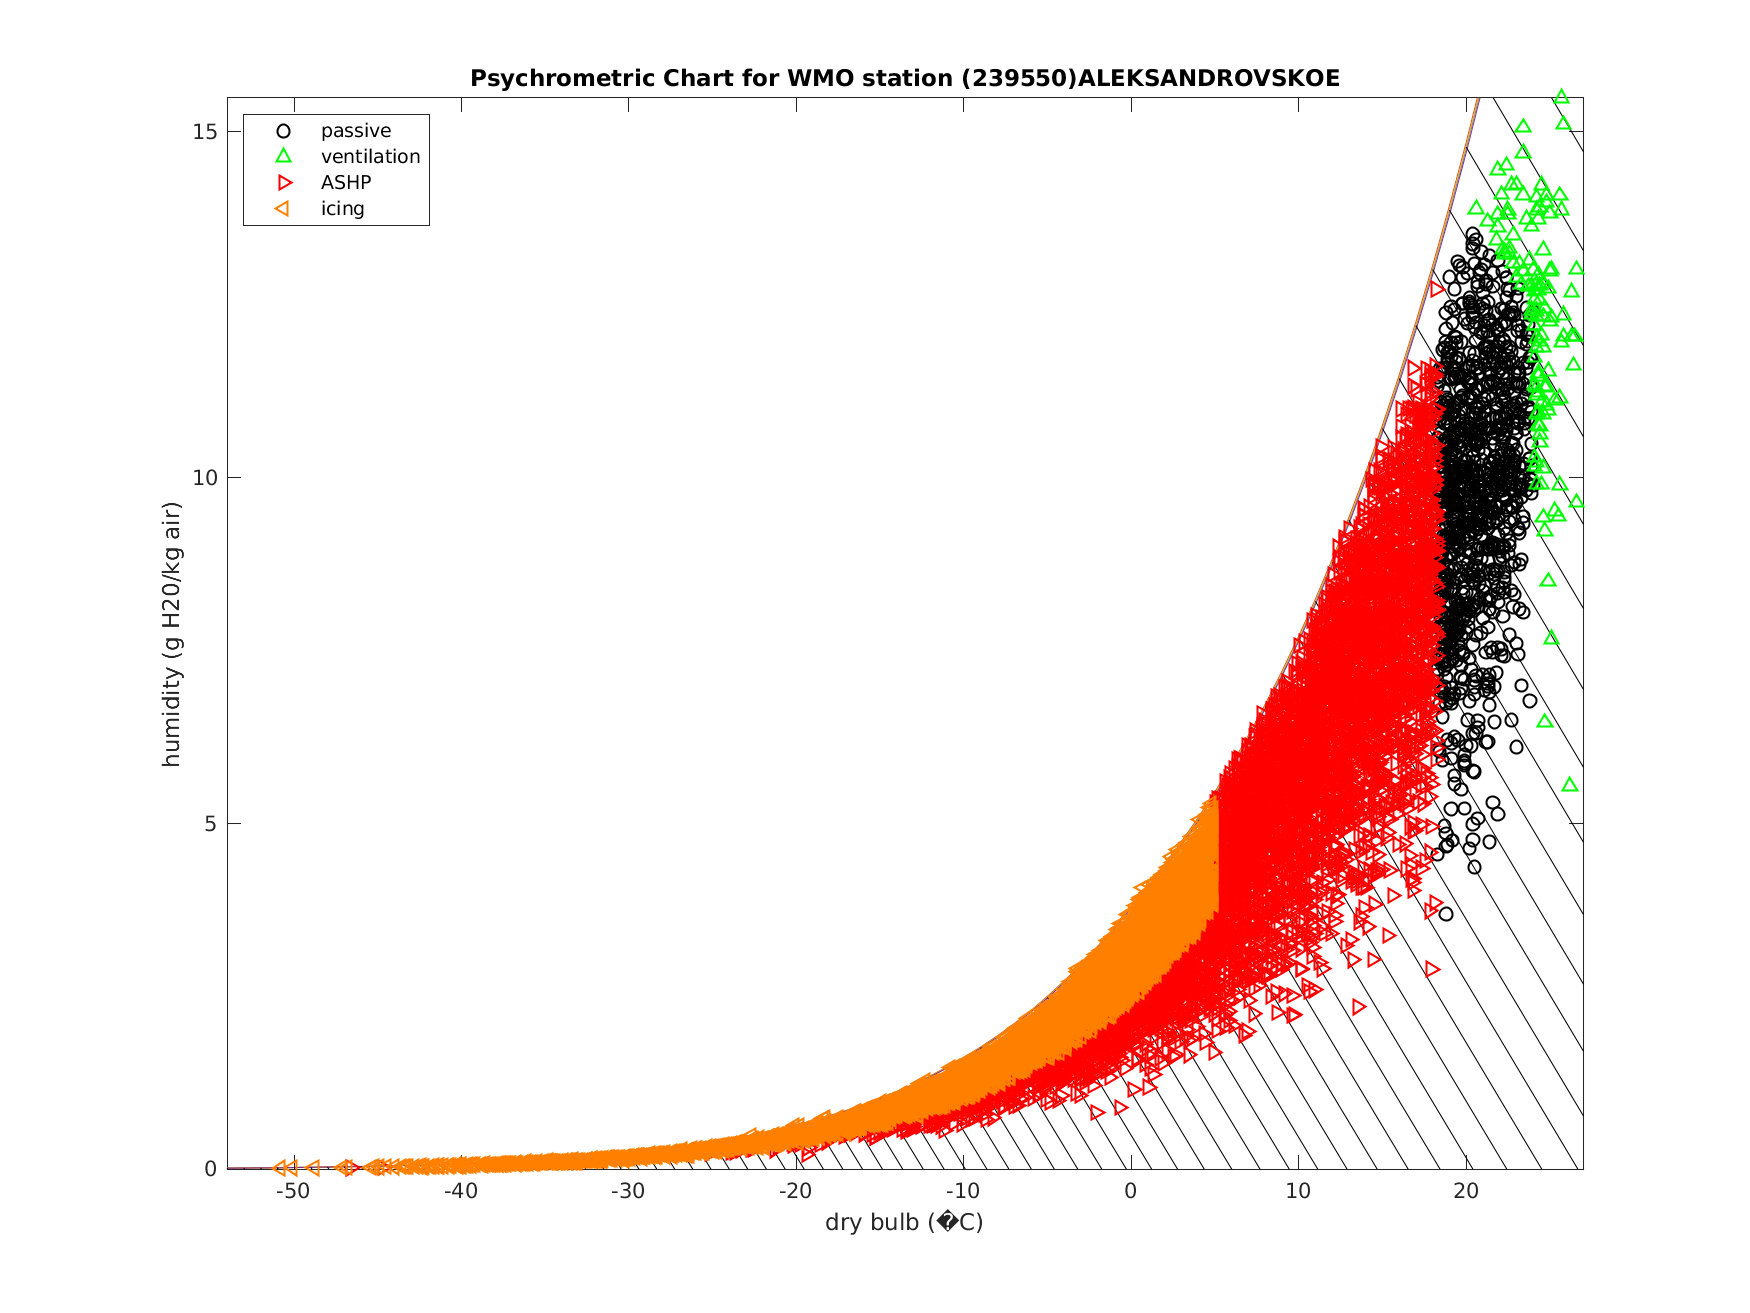 Psychrometric Chart for WMO station (239550)ALEKSANDROVSKOE
passive
ventilation
ASHP
icing
15
10
5
0
humidity (g H20/kg air)
-50 -40 -30 -20 -10 0 10 20
dry bulb (�C)